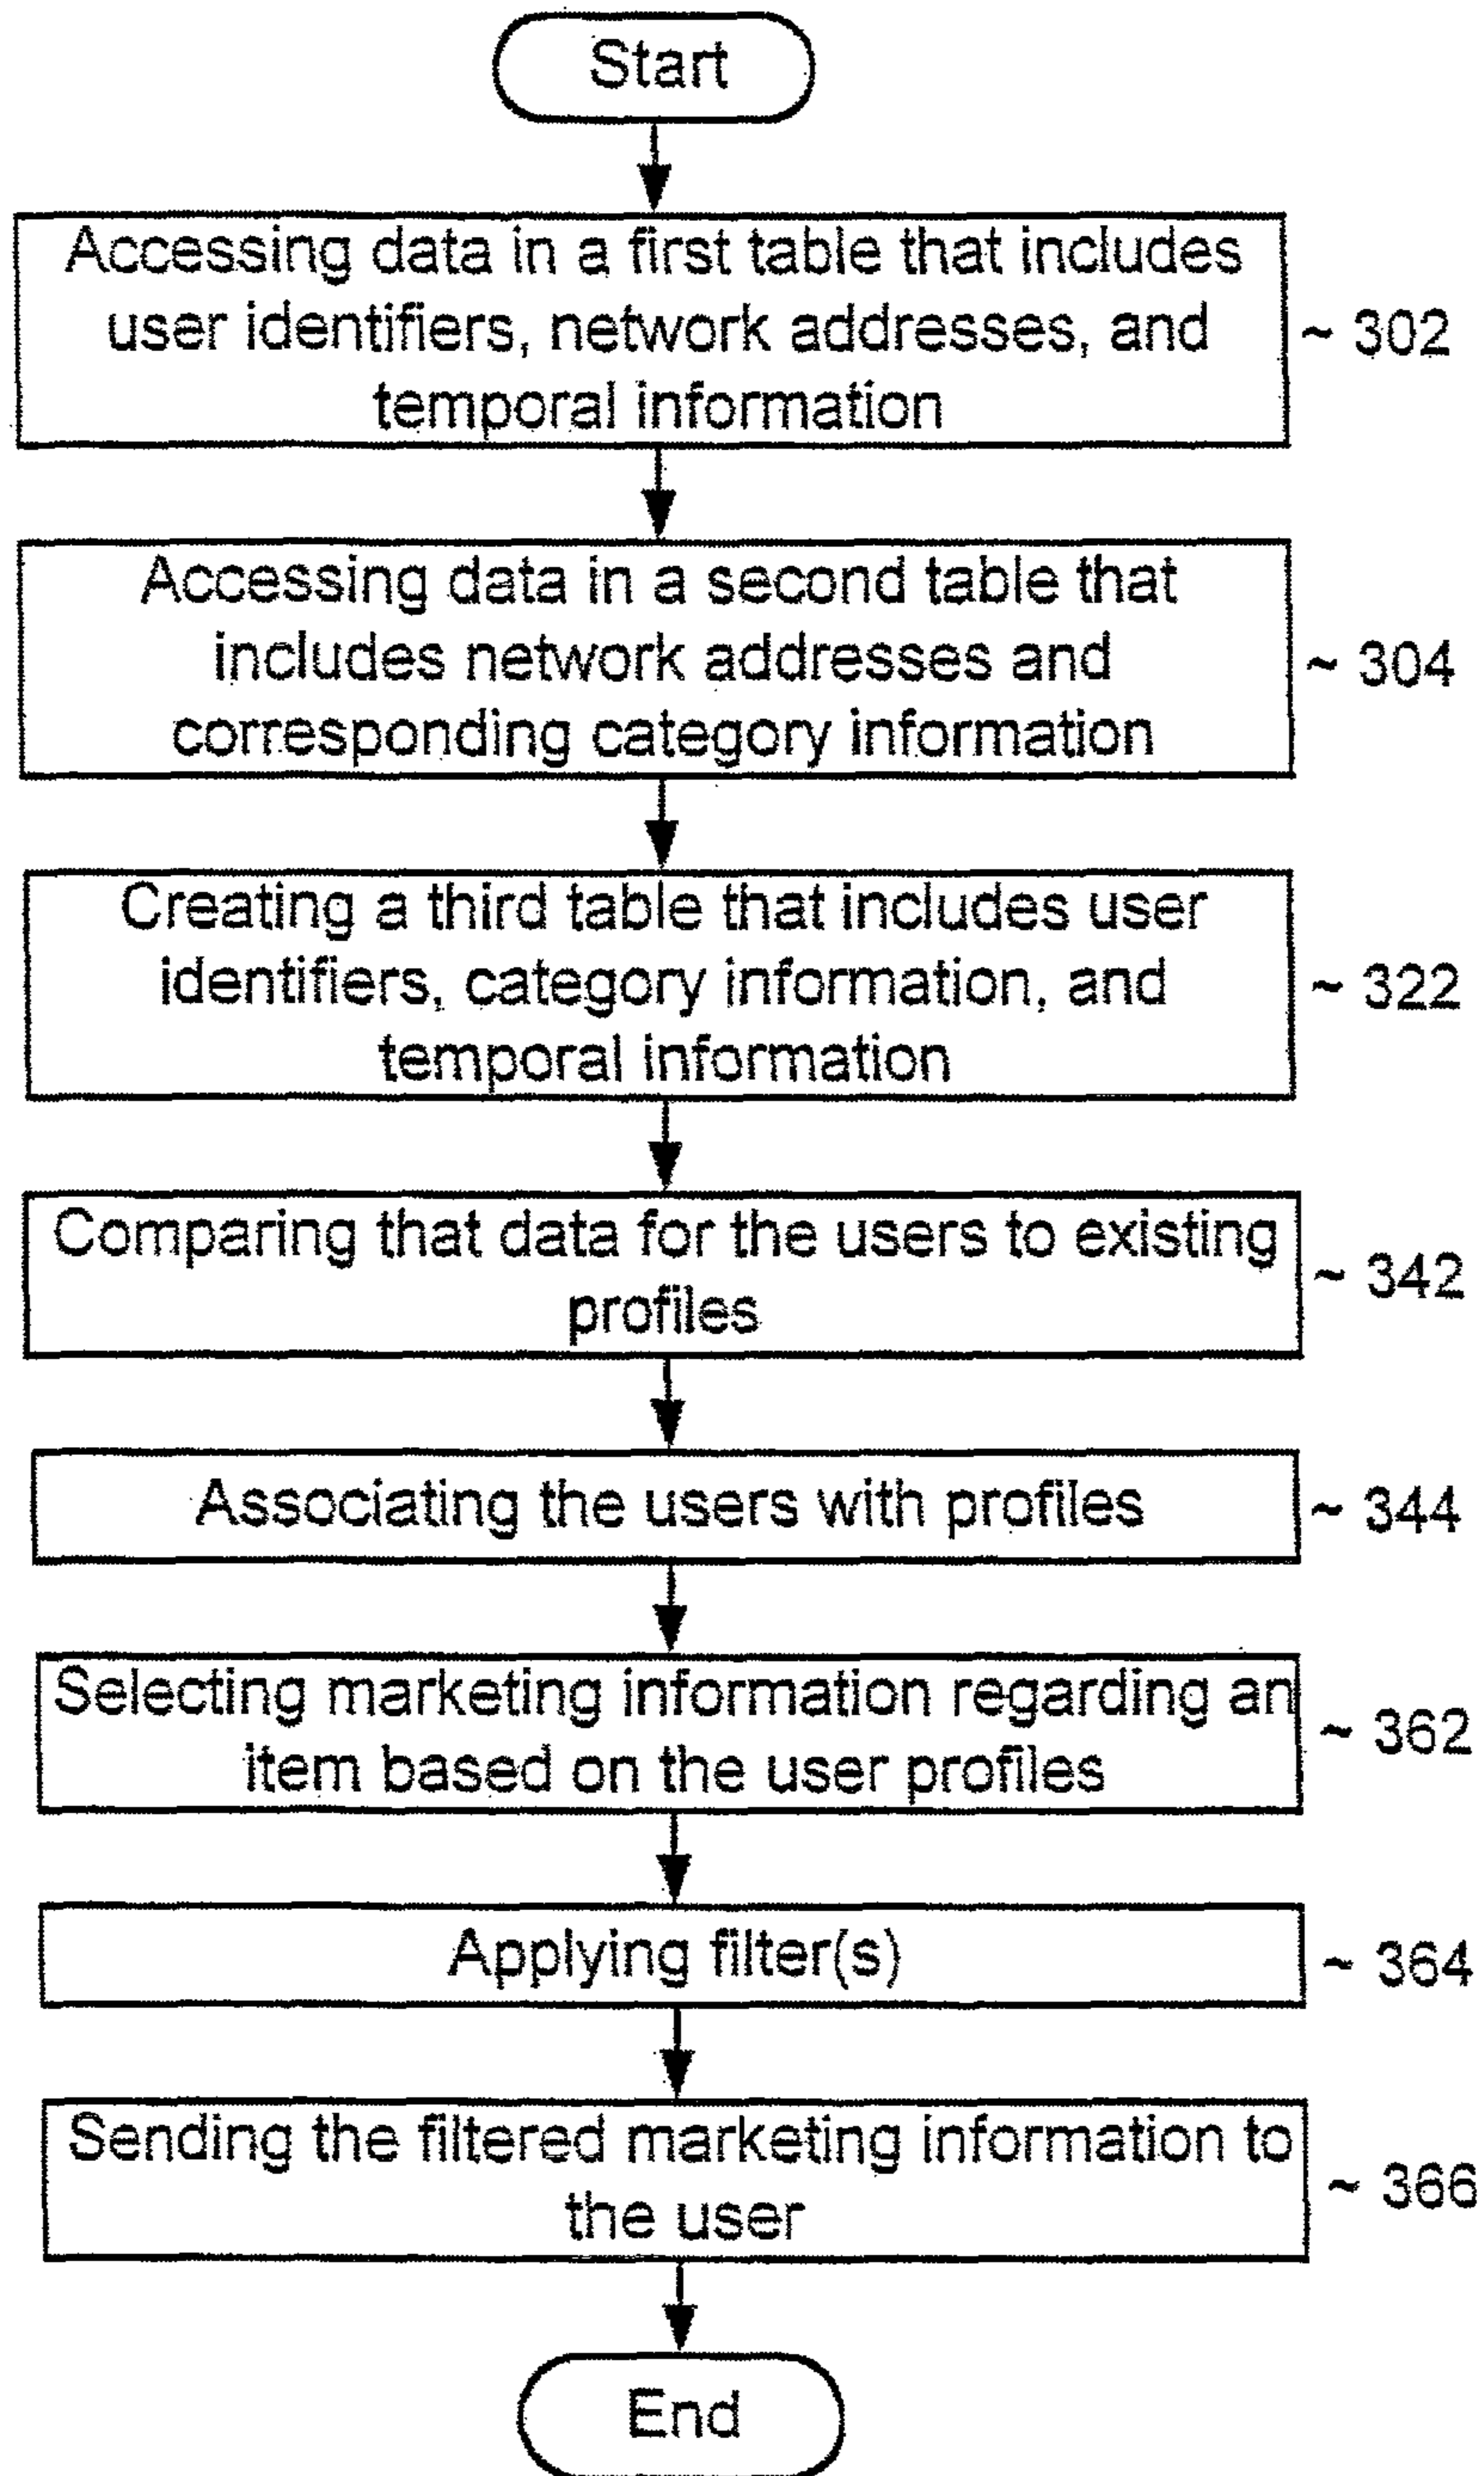 Start
Accessing data in a first table that includes
user identifiers, network addresses, and
temporal information
~ 302
Accessing data in a second table that
includes network addresses and
corresponding category information
~ 304
Creating a third table that includes user
identifiers, category information, and
temporal information
~ 322
Comparing that data for the users to existing
profiles
~ 342
Associating the users with profiles
~ 344
Selecting marketing information regarding an
item based on the user profiles
~ 362
Applying filter(s)
~ 364
Sending the filtered marketing information to
the user
~ 366
End